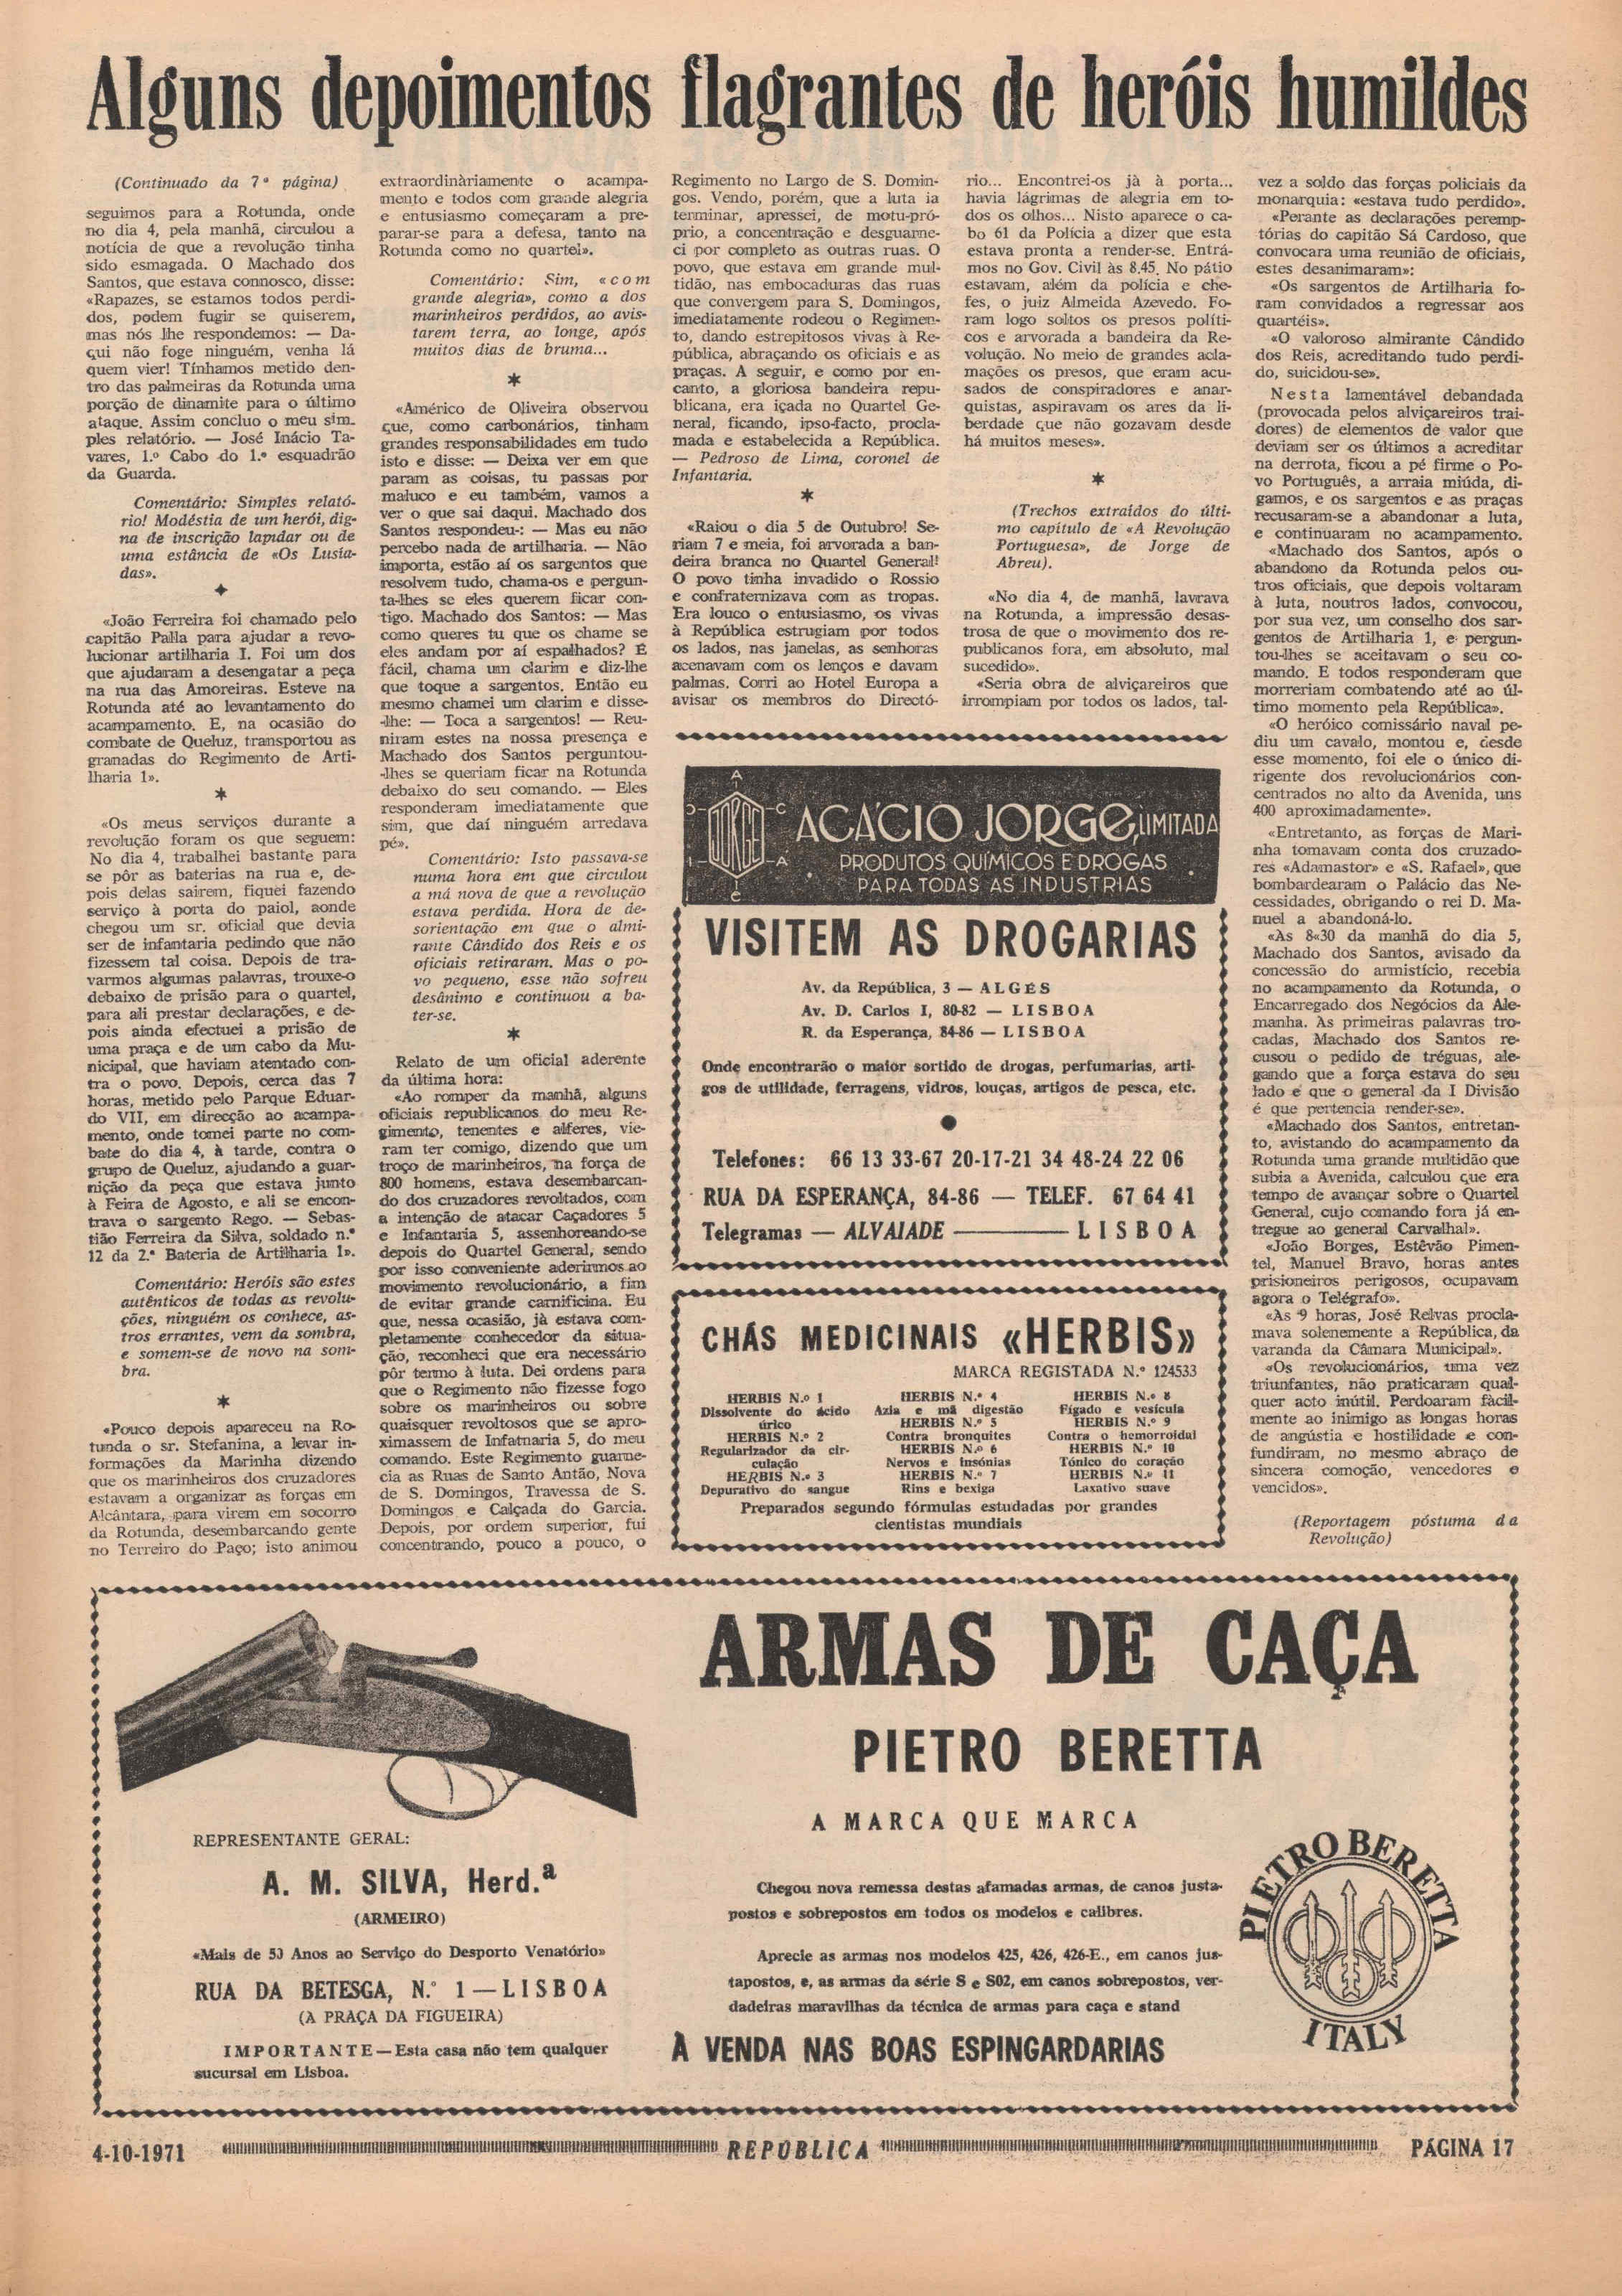 Alguns depoimentos flagrantes de heróis humildes
(Continuado da 7ª página)
seguimos para a Rotunda, onde
no dia 4, pela manhã, circulou a
notícia de que a revolução tinha
sido esmagada. O Machado dos
Santos, que estava connosco, disse:
«Rapazes, se estamos todos perdi-
dos, podem fugir se quiserem,
mas nós lhe respondemos: — Da-
qui não foge ninguém, venha lá
quem vier! Tínhamos metido den-
tro das palmeiras da Rotunda uma
porção de dinamite para o último
ataque. Assim concluo o meu sim-
ples relatório. — José Inácio Ta-
vares, 1.º Cabo do 1.º esquadrão
da Guarda.
Comentário: Simples relató-
rio! Modéstia de um herói, dig-
na de inscrição lapidar ou de
uma estância de «Os Lusía-
das».
«João Ferreira foi chamado pelo
capitão Palla para ajudar a revo-
lucionar artilharia I. Foi um dos
que ajudaram a desengatar a peça
na rua das Amoreiras. Esteve na
Rotunda até ao levantamento do
acampamento. E, na ocasião do
combate de Queluz, transportou as
granadas do Regimento de Arti-
lharia 1».
*
«Os meus serviços durante a
revolução foram os que seguem:
No dia 4, trabalhei bastante para
se pôr as baterias na rua e, de-
pois delas sairem, fiquei fazendo
serviço à porta do paiol, aonde
chegou um sr. oficial que devia
ser de infantaria pedindo que não
fizessem tal coisa. Depois de tra-
varmos algumas palavras, trouxe-o
debaixo de prisão para o quartel,
para ali prestar declarações, e de-
pois ainda efectuei a prisão de
uma praça e de um cabo da Mu-
nicipal, que haviam atentado con-
tra o povo. Depois, cerca das 7
horas, metido pelo Parque Eduar-
do VII, em direcção ao acampa-
mento, onde tomei parte no com-
bate do dia 4, à tarde, contra o
grupo de Queluz, ajudando a guar-
nição da peça que estava junto
à Feira de Agosto, e ali se encon-
trava o sargento Rego. — Sebas-
tião Ferreira da Silva, soldado n.º
12 da 2.ª Bateria de Artilharia 1».
Comentário: Heróis são estes
autênticos de todas as revolu-
ções, ninguém os conhece, as-
tros errantes, vem da sombra,
e somem-se de novo na som-
bra.
*
«Pouco depois apareceu na Ro-
tunda o sr. Stefanina, a levar in-
formações da Marinha dizendo
que os marinheiros dos cruzadores
estavam a organizar as forças em
Alcântara, para virem em socorro
da Rotunda, desembarcando gente
no Terreiro do Paço; isto animou
extraordinàriamente o acampa-
mento e todos com grande alegria
e entusiasmo começaram a pre-
parar-se para a defesa, tanto na
Rotunda como no quartel».
Comentário: Sim, «com
grande alegria», como a dos
marinheiros perdidos, ao avis-
tarem terra, ao longe, após
muitos dias de bruma...
*
«Américo de Oliveira observou
que, como carbonários, tinham
grandes responsabilidades em tudo
isto e disse: — Deixa ver em que
param as coisas, tu passas por
maluco e eu também, vamos a
ver o que sai daqui. Machado dos
Santos respondeu-: — Mas eu não
percebo nada de artilharia. — Não
importa, estão aí os sargentos que
resolvem tudo, chama-os e pergun-
ta-lhes se eles querem ficar con-
tigo. Machado dos Santos: — Mas
como queres tu que os chame se
eles andam por aí espalhados? É
fácil, chama um clarim e diz-lhe
que toque a sargentos. Então eu
mesmo chamei um clarim e disse-
-lhe: — Toca a sargentos! — Reu-
niram estes na nossa presença e
Machado dos Santos perguntou-
-lhes se queriam ficar na Rotunda
debaixo do seu comando. — Eles
responderam imediatamente que
sim, que daí ninguém arredava
pé».
Comentário: Isto passava-se
numa hora em que circulou
a má nova de que a revolução
estava perdida. Hora de de-
sorientação em que o almi-
rante Cândido dos Reis e os
oficiais retiraram. Mas o po-
vo pequeno, esse não sofreu
desânimo e continuou a ba-
ter-se.
*
Relato de um oficial aderente
da última hora:
«Ao romper da manhã, alguns
oficiais republicanos do meu Re-
gimento, tenentes e alferes, vie-
ram ter comigo, dizendo que um
troço de marinheiros, na força de
800 homens, estava desembarcan-
do dos cruzadores revoltados, com
a intenção de atacar Caçadores 5
e Infantaria 5, assenhoreando-se
depois do Quartel General, sendo
por isso conveniente aderirmos ao
movimento revolucionário, a fim
de evitar grande carnificina. Eu
que, nessa ocasião, já estava com-
pletamente conhecedor da situa-
ção, reconheci que era necessário
pôr termo à luta. Dei ordens para
que o Regimento não fizesse fogo
sobre os marinheiros ou sobre
quaisquer revoltosos que se apro-
ximassem de Infatnaria 5, do meu
comando. Este Regimento guarne-
cia as Ruas de Santo Antão, Nova
de S. Domingos, Travessa de S.
Domingos e Calçada do Garcia.
Depois, por ordem superior, fui
concentrando, pouco a pouco, o
Regimento no Largo de S. Domin-
gos. Vendo, porém, que a luta ia
terminar, apressei, de motu-pró-
prio, a concentração e desguarne-
ci por completo as outras ruas. O
povo, que estava em grande mul-
tidão, nas embocaduras das ruas
que convergem para S. Domingos,
imediatamente rodeou o Regimen-
to, dando estrepitosos vivas à Re-
pública, abraçando os oficiais e as
praças. A seguir, e como por en-
canto, a gloriosa bandeira repu-
blicana, era içada no Quartel Ge-
neral, ficando, ipso-facto, procla-
mada e estabelecida a República.
— Pedroso de Lima, coronel de
Infantaria.
*
«Raiou o dia 5 de Outubro! Se-
riam 7 e meia, foi arvorada a ban-
deira branca no Quartel General!
O povo tinha invadido o Rossio
e confraternizava com as tropas.
Era louco o entusiasmo, os vivas
à República estrugiam por todos
os lados, nas janelas, as senhoras
acenavam com os lenços e davam
palmas. Corri ao Hotel Europa a
avisar os membros do Directó-
rio... Encontrei-os já à porta...
havia lágrimas de alegria em to-
dos os olhos... Nisto aparece o ca-
bo 61 da Polícia a dizer que esta
estava pronta a render-se. Entrá-
mos no Gov. Civil às 8.45. No pátio
estavam, além da polícia e che-
fes, o juiz Almeida Azevedo. Fo-
ram logo soltos os presos políti-
cos e arvorada a bandeira da Re-
volução. No meio de grandes acla-
mações os presos, que eram acu-
sados de conspiradores e anar-
quistas, aspiravam os ares da li-
berdade que não gozavam desde
há muitos meses».
*
(Trechos extraídos do últi-
mo capítulo de «A Revolução
Portuguesa», de Jorge de
Abreu).
«No dia 4, de manhã, lavrava
na Rotunda, a impressão desas-
trosa de que o movimento dos re-
publicanos fora, em absoluto, mal
sucedido».
«Seria obra de alviçareiros que
irrompiam por todos os lados, tal-
vez a soldo das forças policiais da
monarquia: «estava tudo perdido».
«Perante as declarações peremp-
tórias do capitão Sá Cardoso, que
convocara uma reunião de oficiais,
estes desanimaram»:
«Os sargentos de Artilharia fo-
ram convidados a regressar aos
quartéis».
«O valoroso almirante Cândido
dos Reis, acreditando tudo perdi-
do, suicidou-se».
Nesta lamentável debandada
(provocada pelos alviçareiros trai-
dores) de elementos de valor que
deviam ser os últimos a acreditar
na derrota, ficou a pé firme o Po-
vo Português, a arraia miúda, di-
gamos, e os sargentos e as praças
recusaram-se a abandonar a luta,
e continuaram no acampamento.
«Machado dos Santos, após o
abandono da Rotunda pelos ou-
tros oficiais, que depois voltaram
à luta, noutros lados, convocou,
por sua vez, um conselho dos sar-
gentos de Artilharia 1, e pergun-
tou-lhes se aceitavam o seu co-
mando. E todos responderam que
morreriam combatendo até ao úl-
timo momento pela República».
«O heróico comissário naval pe-
diu um cavalo, montou e, desde
esse momento, foi ele o único di-
rigente dos revolucionários con-
centrados no alto da Avenida, uns
400 aproximadamente».
«Entretanto, as forças de Mari-
nha tomavam conta dos cruzado-
res «Adamastor» e «S. Rafael», que
bombardearam o Palácio das Ne-
cessidades, obrigando o rei D. Ma-
nuel a abandoná-lo.
«As 8«30 da manhã do dia 5,
Machado dos Santos, avisado da
concessão do armistício, recebia
no acampamento da Rotunda, o
Encarregado dos Negócios da Ale-
manha. As primeiras palavras tro-
cadas, Machado dos Santos re-
cusou o pedido de tréguas, ale-
gando que a força estava do seu
lado e que o general da I Divisão
é que pertencia render-se».
«Machado dos Santos, entretan-
to, avistando do acampamento da
Rotunda uma grande multidão que
subia a Avenida, calculou que era
tempo de avançar sobre o Quartel
General, cujo comando fora já en-
tregue ao general Carvalhal».
«João Borges, Estêvão Pimen-
tel, Manuel Bravo, horas antes
prisioneiros perigosos, ocupavam
agora o Telégrafo».
«As 9 horas, José Relvas procla-
mava solenemente a República, da
varanda da Câmara Municipal».
«Os revolucionários, uma vez
triunfantes, não praticaram qual-
quer acto inútil. Perdoaram fàcil-
mente ao inimigo as longas horas
de angústia e hostilidade e con-
fundiram, no mesmo abraço de
sincera comoção, vencedores e
vencidos».
(Reportagem póstuma da
Revolução)
JORGE
ACÁCIO JORGE, LIMITADA
PRODUTOS QUÍMICOS E DROGAS
PARA TODAS AS INDUSTRIAS
VISITEM AS DROGARIAS
Av. da República, 3 — ALGÉS
Av. D. Carlos I, 80-82 — LISBOA
R. da Esperança, 84-86 — LISBOA
Onde encontrarão o maior sortido de drogas, perfumarias, arti-
gos de utilidade, ferragens, vidros, louças, artigos de pesca, etc.
Telefones: 66 13 33-67 20-17-21 34 48-24 22 06
RUA DA ESPERANÇA, 84-86 — TELEF. 67 64 41
Telegramas — ALVAIADE — LISBOA
CHÁS MEDICINAIS «HERBIS»
MARCA REGISTADA N.º 124533
HERBIS N.º 1
Dissolvente do ácido
úrico
HERBIS N.º 2
Regularizador da cir-
culação
HERBIS N.º 3
Depurativo do sangue
HERBIS N.º 4
Azia e má digestão
HERBIS N.º 5
Contra bronquites
HERBIS N.º 6
Nervos e insónias
HERBIS N.º 7
Rins e bexiga
HERBIS N.º 8
Fígado e vesícula
HERBIS N.º 9
Contra o hemorroidal
HERBIS N.º 10
Tónico do coração
HERBIS N.º 11
Laxativo suave
Preparados segundo fórmulas estudadas por grandes
cientistas mundiais
ARMAS DE CAÇA
PIETRO BERETTA
A MARCA QUE MARCA
REPRESENTANTE GERAL:
A. M. SILVA, Herd.ª
(ARMEIRO)
«Mais de 50 Anos ao Serviço do Desporto Venatório»
RUA DA BETESGA, N.º 1 — LISBOA
(À PRAÇA DA FIGUEIRA)
IMPORTANTE — Esta casa não tem qualquer
sucursal em Lisboa.
Chegou nova remessa destas afamadas armas, de canos justa-
postos e sobrepostos em todos os modelos e calibres.
Aprecie as armas nos modelos 425, 426, 426-E., em canos jus-
tapostos, e, as armas da série S e S02, em canos sobrepostos, ver-
dadeiras maravilhas da técnica de armas para caça e stand
À VENDA NAS BOAS ESPINGARDARIAS
PIETRO BERETTA
ITALY
4-10-1971 REPÚBLICA PÁGINA 17